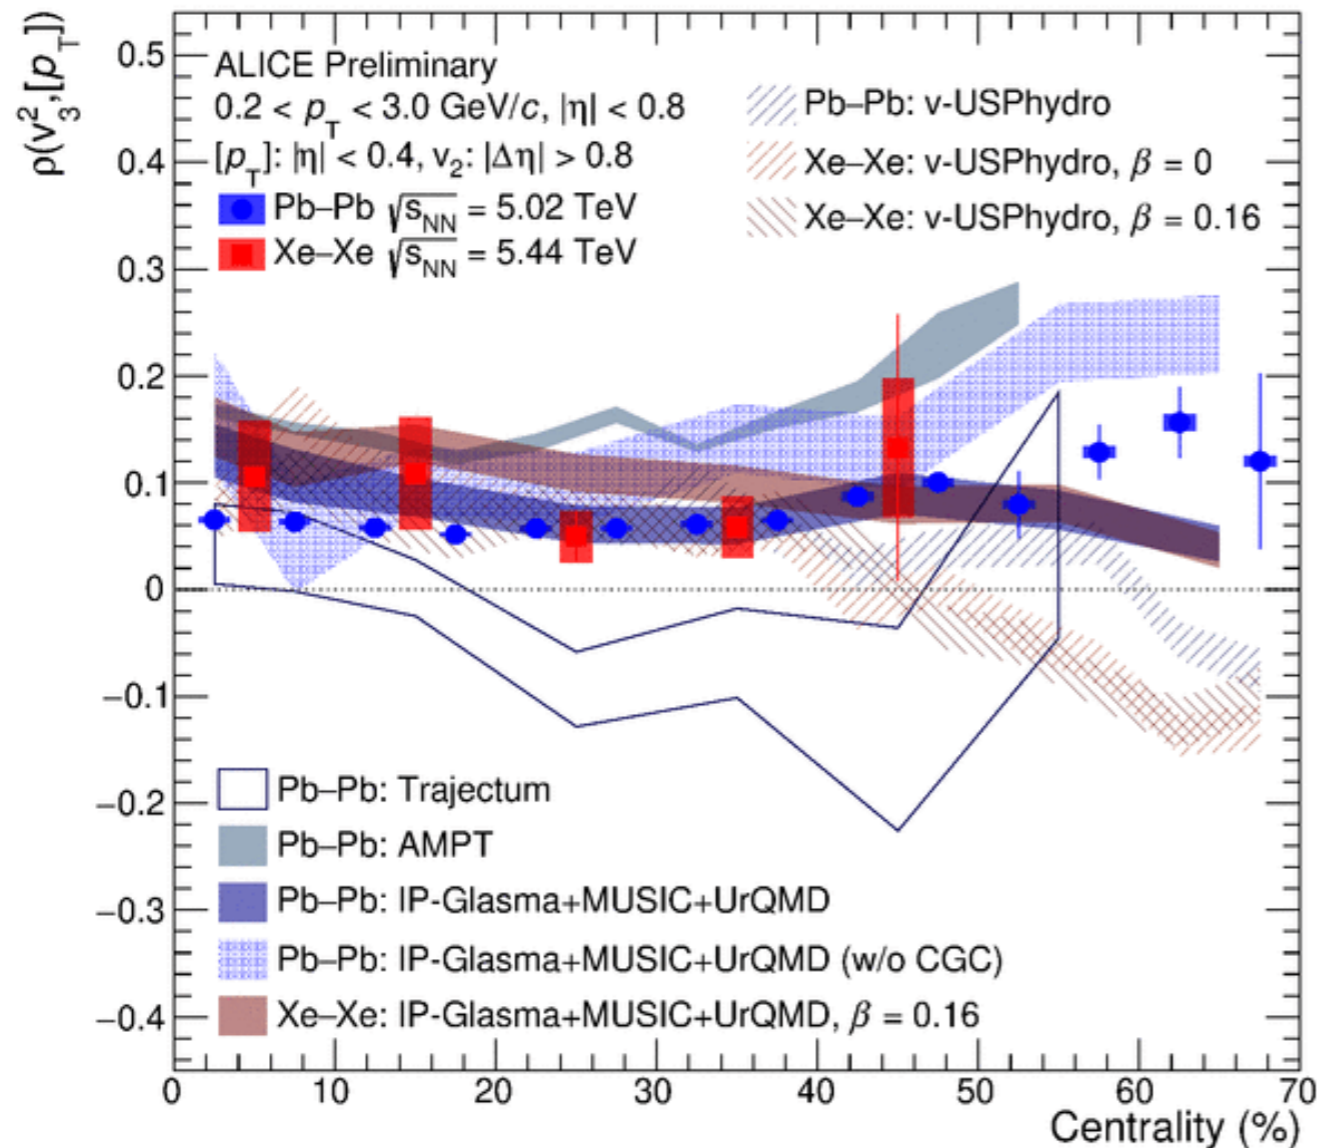 ρ(v₃²,[p_T])
0.5
0.4
0.3
0.2
0.1
0
−0.1
−0.2
−0.3
−0.4
ALICE Preliminary
0.2 < p_T < 3.0 GeV/c, |η| < 0.8
[p_T]: |η| < 0.4, v₂: |Δη| > 0.8
Pb–Pb √s_NN = 5.02 TeV
Xe–Xe √s_NN = 5.44 TeV
Pb–Pb: v-USPhydro
Xe–Xe: v-USPhydro, β = 0
Xe–Xe: v-USPhydro, β = 0.16
Pb–Pb: Trajectum
Pb–Pb: AMPT
Pb–Pb: IP-Glasma+MUSIC+UrQMD
Pb–Pb: IP-Glasma+MUSIC+UrQMD (w/o CGC)
Xe–Xe: IP-Glasma+MUSIC+UrQMD, β = 0.16
0 10 20 30 40 50 60 70
Centrality (%)